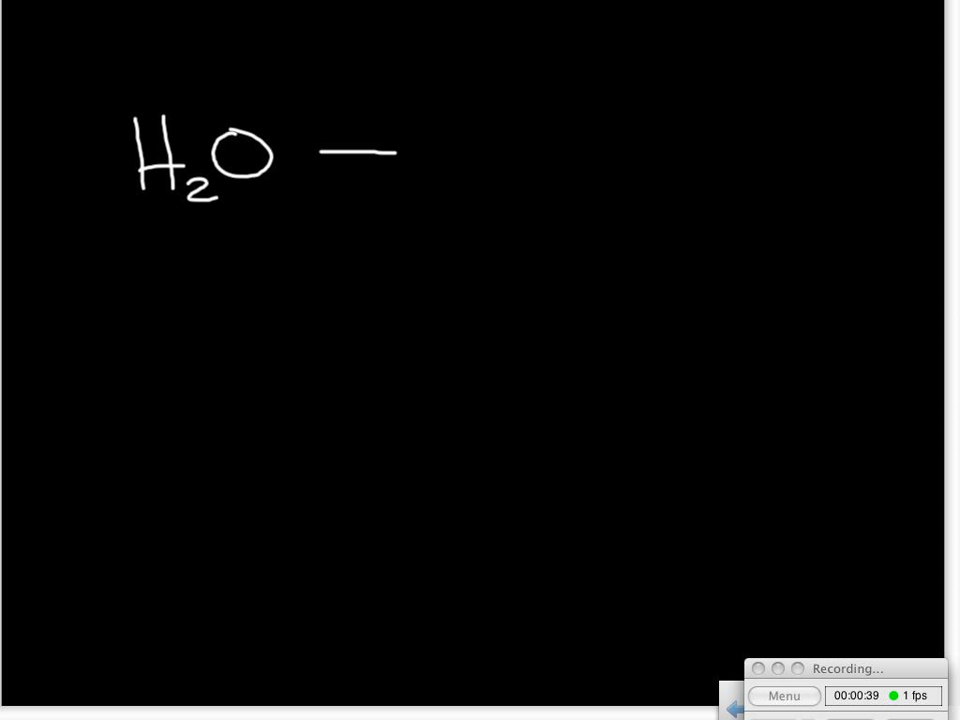 H₂O —
Recording...
Menu
00:00:39
1 fps